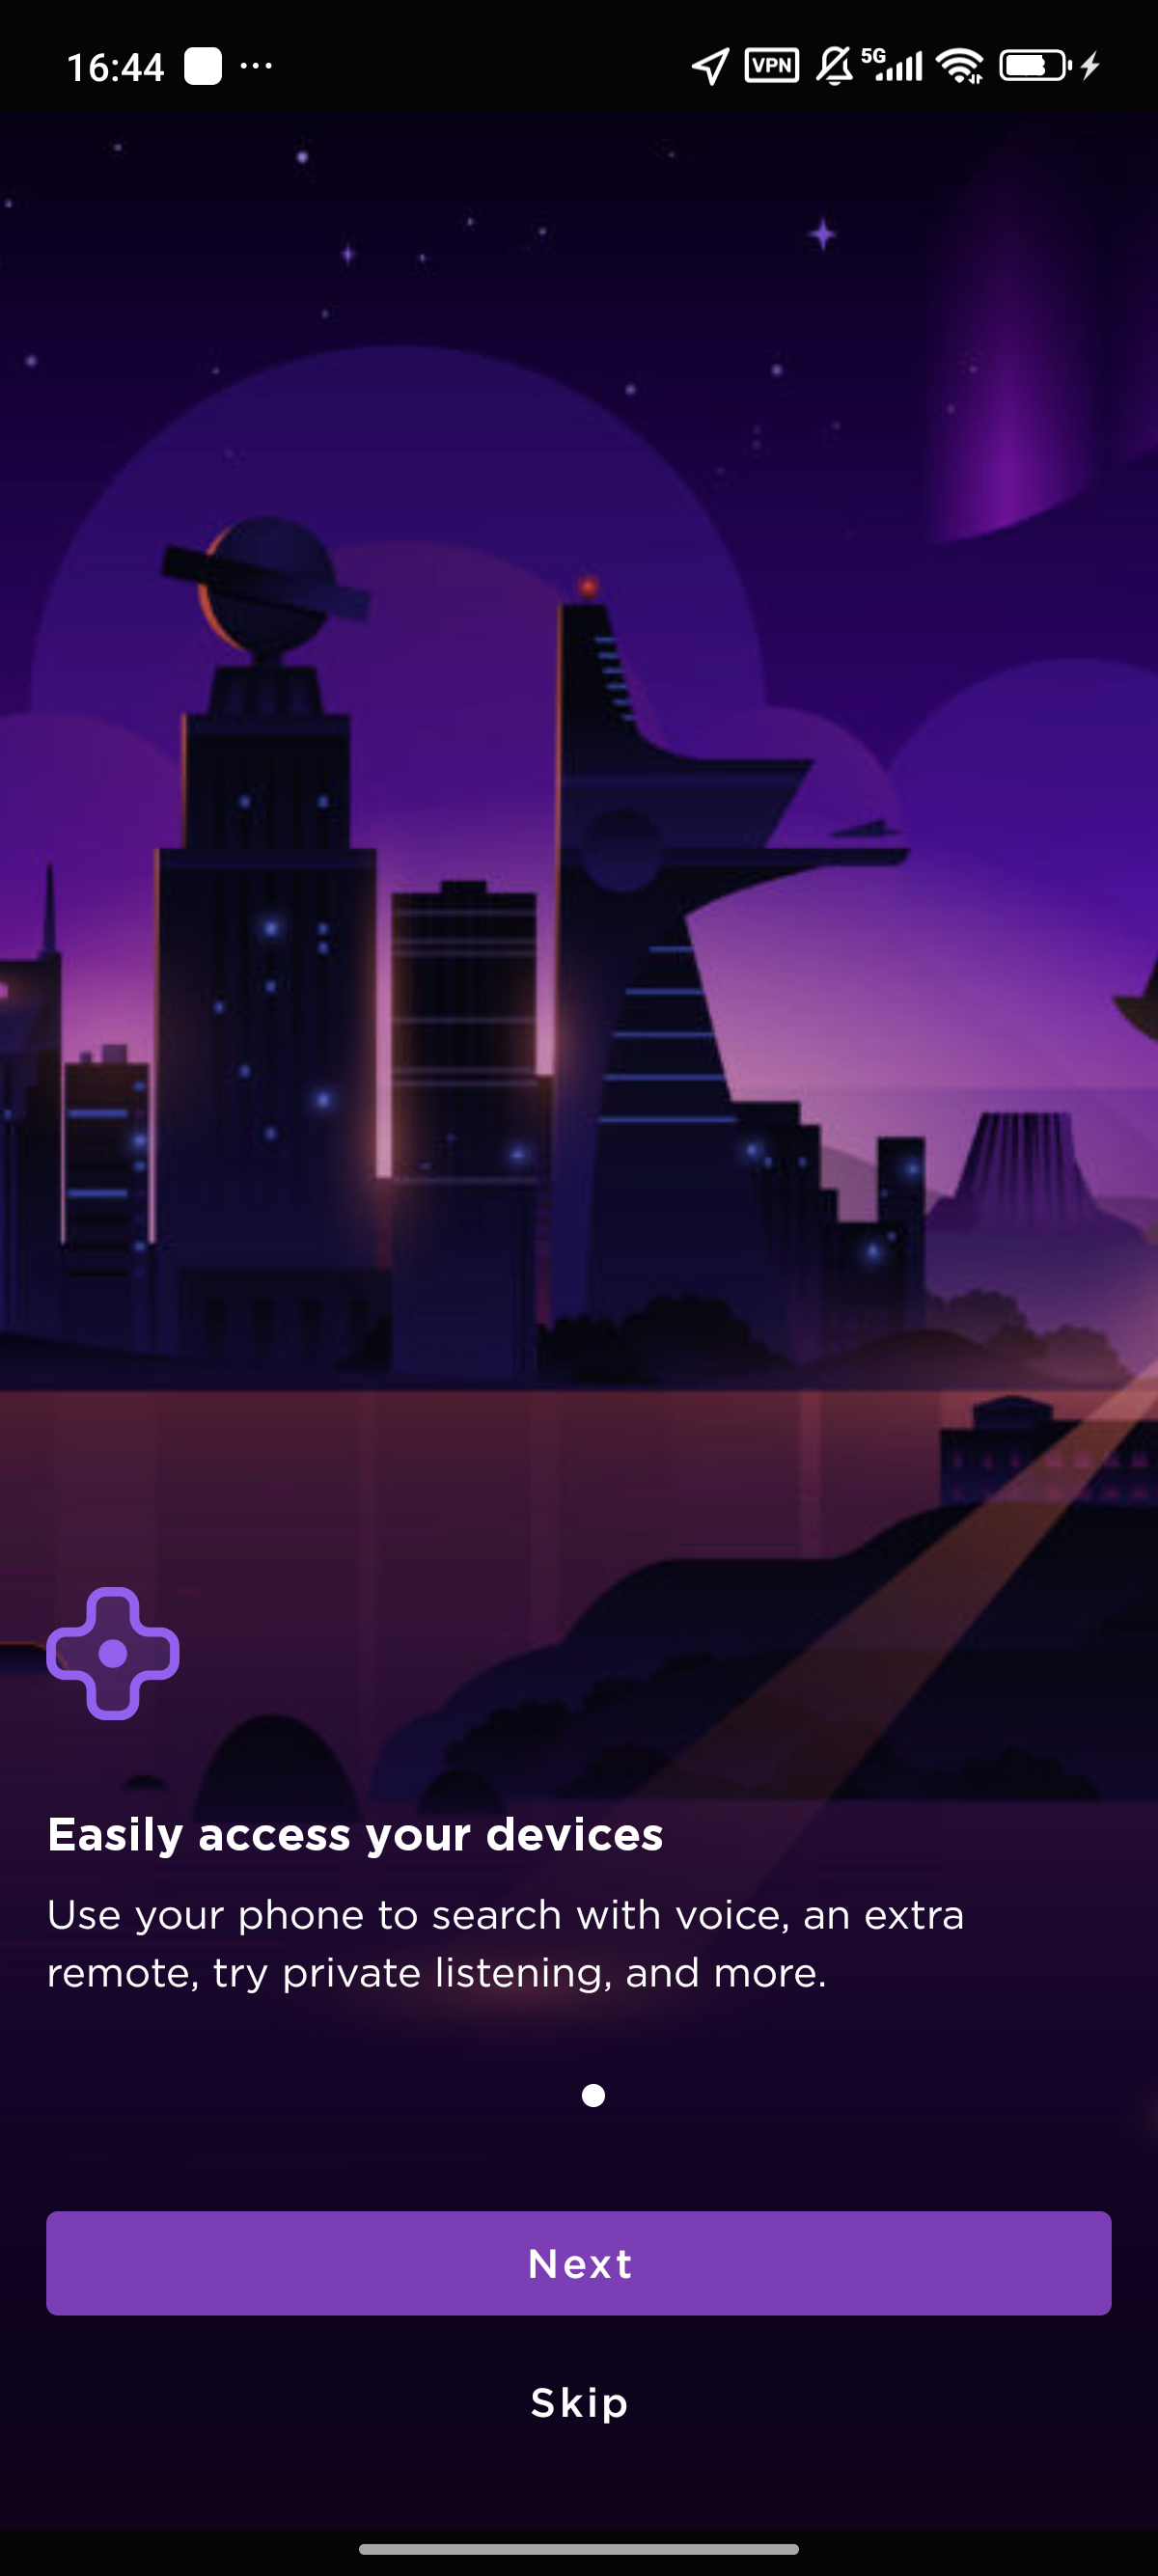 16:44
VPN
5G
Easily access your devices
Use your phone to search with voice, an extra
remote, try private listening, and more.
Next
Skip